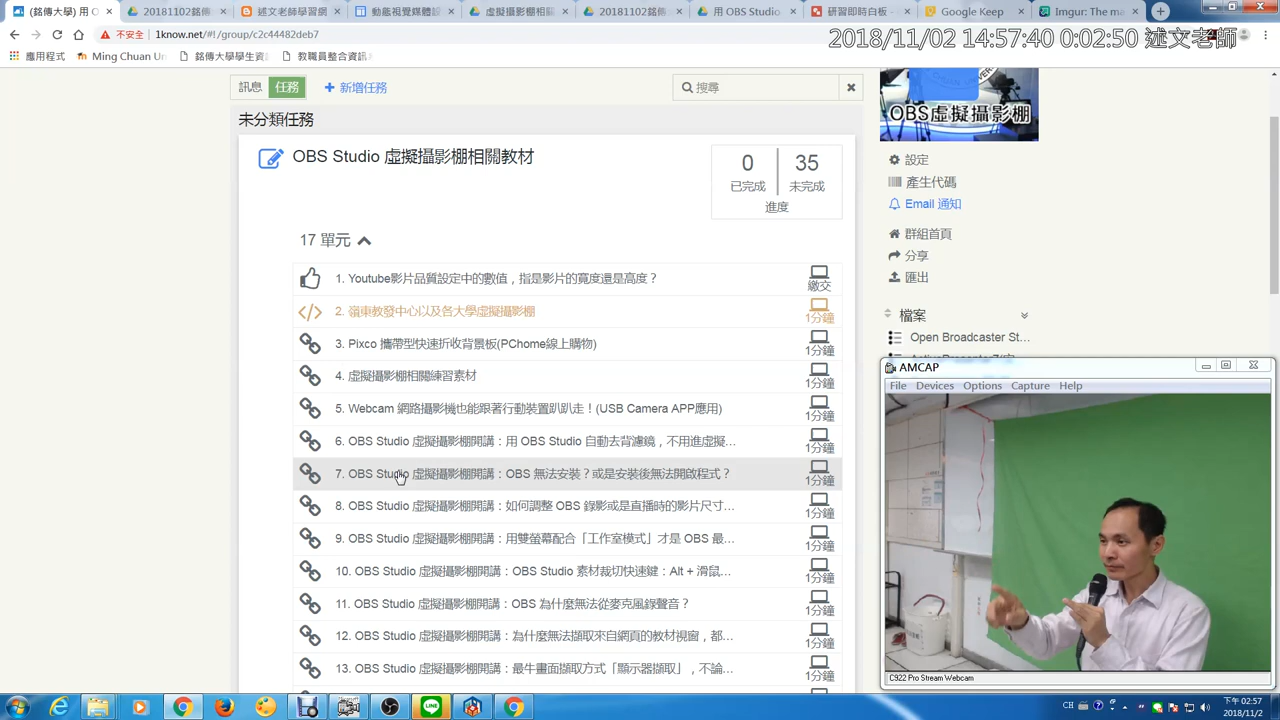 (銘傳大學) 用 O
20181102銘傳
述文老師學習網
動態視覺媒體設
虛擬攝影棚相關
20181102銘傳
用 OBS Studio
研習即時白板 -
Google Keep
Imgur: The ma
不安全 1know.net/#!/group/c2c44482cheb7
2018/11/02 14:57:40 0:02:50 述文老師
應用程式
Ming Chuan Un
銘傳大學學生資
教職員整合資訊
訊息
任務
新增任務
搜尋
未分類任務
OBS Studio 虛擬攝影棚相關教材
0
35
已完成
未完成
進度
17 單元
1. Youtube影片品質設定中的數值，指是影片的寬度還是高度？
繳交
2. 嶺東教發中心以及各大學虛擬攝影棚
1分鐘
3. Pixco 攜帶型快速折收背景板(PChome線上購物)
1分鐘
4. 虛擬攝影棚相關練習素材
1分鐘
5. Webcam 網路攝影機也能跟著行動裝置趴趴走！(USB Camera APP應用)
1分鐘
6. OBS Studio 虛擬攝影棚開講：用 OBS Studio 自動去背濾鏡，不用進虛擬...
1分鐘
7. OBS Studio 虛擬攝影棚開講：OBS 無法安裝？或是安裝後無法開啟程式？
1分鐘
8. OBS Studio 虛擬攝影棚開講：如何調整 OBS 錄影或是直播時的影片尺寸...
1分鐘
9. OBS Studio 虛擬攝影棚開講：用雙螢幕配合「工作室模式」才是 OBS 最...
1分鐘
10. OBS Studio 虛擬攝影棚開講：OBS Studio 素材裁切快速鍵：Alt + 滑鼠...
1分鐘
11. OBS Studio 虛擬攝影棚開講：OBS 為什麼無法從麥克風錄聲音？
1分鐘
12. OBS Studio 虛擬攝影棚開講：為什麼無法擷取來自網頁的教材視窗，都...
1分鐘
13. OBS Studio 虛擬攝影棚開講：最牛畫面擷取方式「顯示器擷取」，不論...
1分鐘
OBS虛擬攝影棚
設定
產生代碼
Email 通知
群組首頁
分享
匯出
檔案
Open Broadcaster St...
AMCAP
File Devices Options Capture Help
C922 Pro Stream Webcam
CH
下午 02:57
2018/11/2